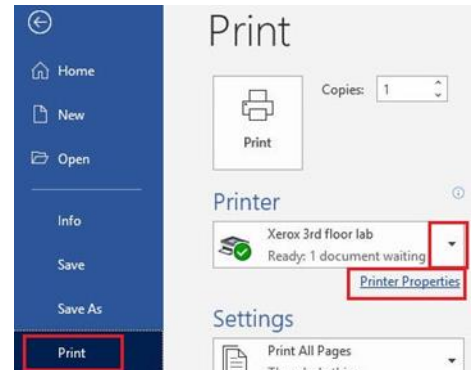 Print
Home
New
Open
Info
Save
Save As
Print
Copies: 1
Print
Printer
Xerox 3rd floor lab
Ready: 1 document waiting
Printer Properties
Settings
Print All Pages